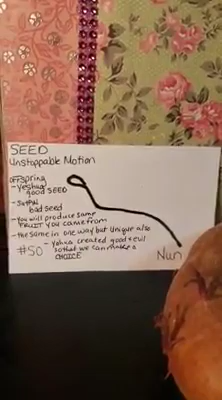 SEED
Unstoppable Motion
OFFspring
-Yeshua
good SEED
-Satan
bad seed
-You will produce same
FRUIT you came from
-the same in one way but unique also
#50 -Yahva created good & evil
so that we can make a
CHOICE
Nun